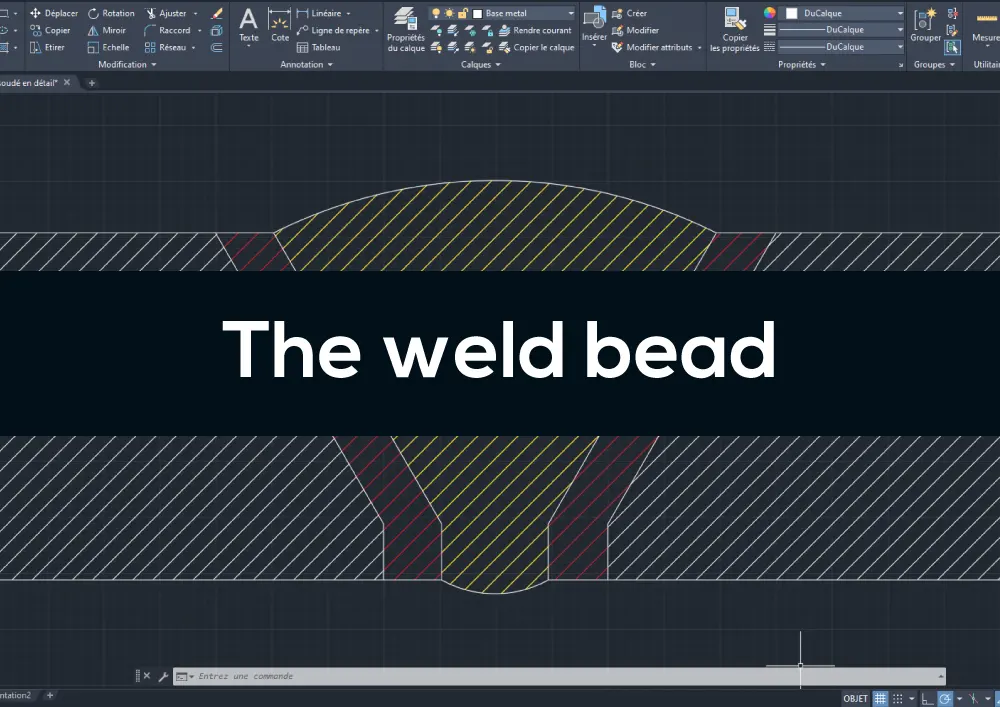 Déplacer Rotation Ajuster
Copier Miroir Raccord
Etirer Echelle Réseau
Modification
Texte Cote
Linéaire
Ligne de repère
Tableau
Annotation
Propriétés
du calque
Base metal
Rendre courant
Copier le calque
Calques
Insérer
Créer
Modifier
Modifier attributs
Bloc
Copier
les propriétés
DuCalque
DuCalque
DuCalque
Propriétés
Grouper
Groupes
Mesure
Utilitair
soudé en détail*
The weld bead
Entrez une commande
ntation2
OBJET